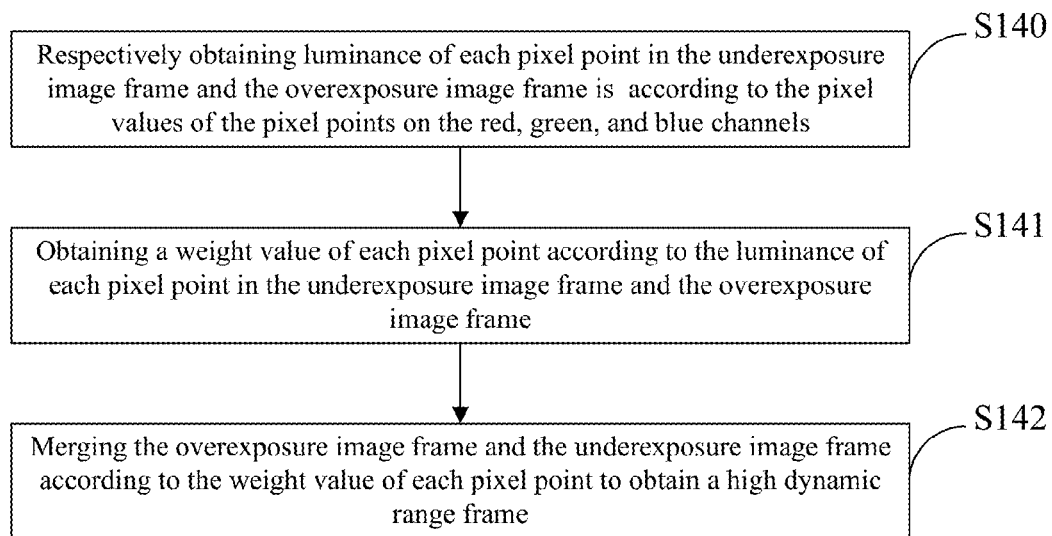 S140
Respectively obtaining luminance of each pixel point in the underexposure
image frame and the overexposure image frame is according to the pixel
values of the pixel points on the red, green, and blue channels
S141
Obtaining a weight value of each pixel point according to the luminance of
each pixel point in the underexposure image frame and the overexposure
image frame
S142
Merging the overexposure image frame and the underexposure image frame
according to the weight value of each pixel point to obtain a high dynamic
range frame